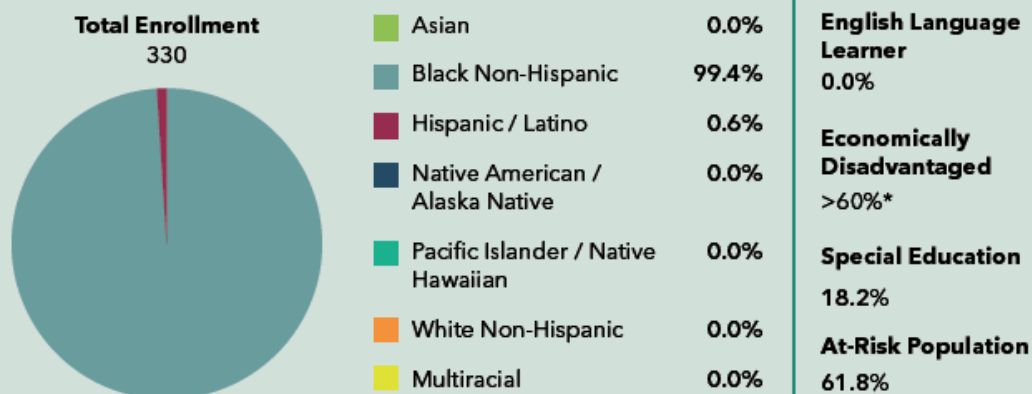 Total Enrollment
330
Asian 0.0%
Black Non-Hispanic 99.4%
Hispanic / Latino 0.6%
Native American / 0.0%
Alaska Native
Pacific Islander / Native 0.0%
Hawaiian
White Non-Hispanic 0.0%
Multiracial 0.0%
English Language
Learner
0.0%
Economically
Disadvantaged
>60%*
Special Education
18.2%
At-Risk Population
61.8%